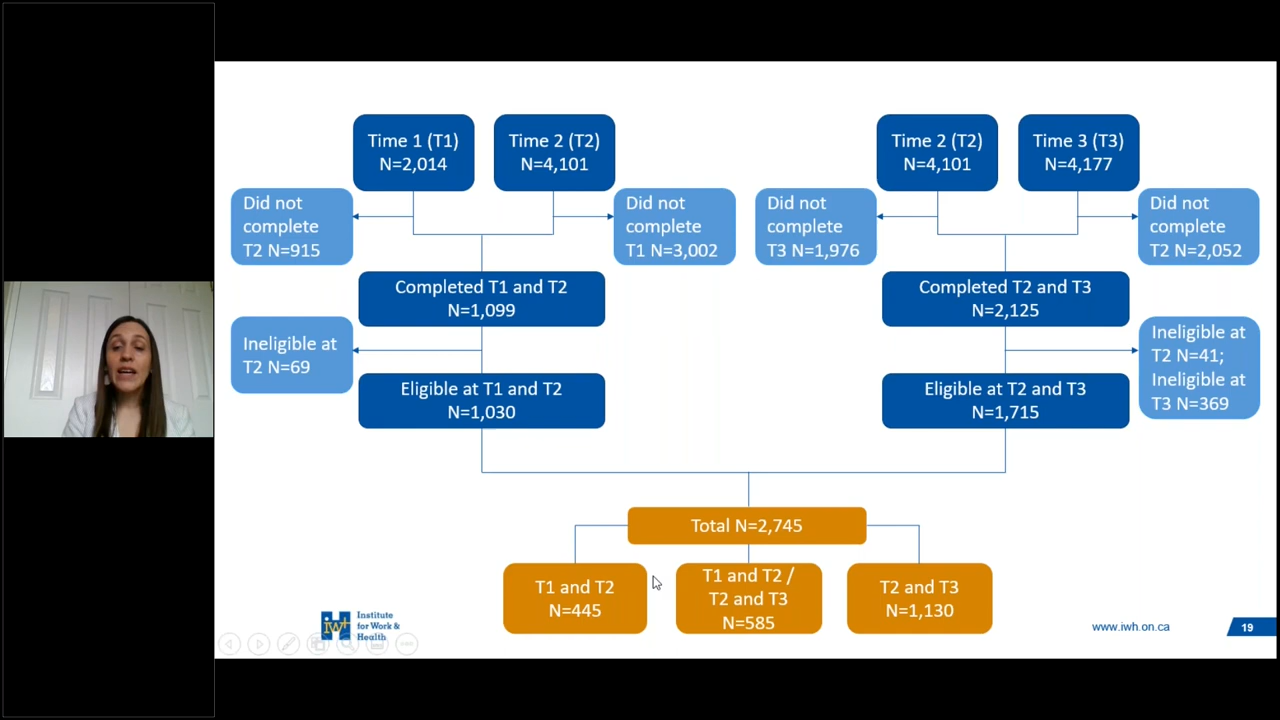 Time 1 (T1)
N=2,014
Time 2 (T2)
N=4,101
Time 2 (T2)
N=4,101
Time 3 (T3)
N=4,177
Did not
complete
T2 N=915
Did not
complete
T1 N=3,002
Did not
complete
T3 N=1,976
Did not
complete
T2 N=2,052
Completed T1 and T2
N=1,099
Completed T2 and T3
N=2,125
Ineligible at
T2 N=69
Ineligible at
T2 N=41;
Ineligible at
T3 N=369
Eligible at T1 and T2
N=1,030
Eligible at T2 and T3
N=1,715
Total N=2,745
T1 and T2
N=445
T1 and T2 /
T2 and T3
N=585
T2 and T3
N=1,130
iw+
Institute
for Work &
Health
www.iwh.on.ca
19